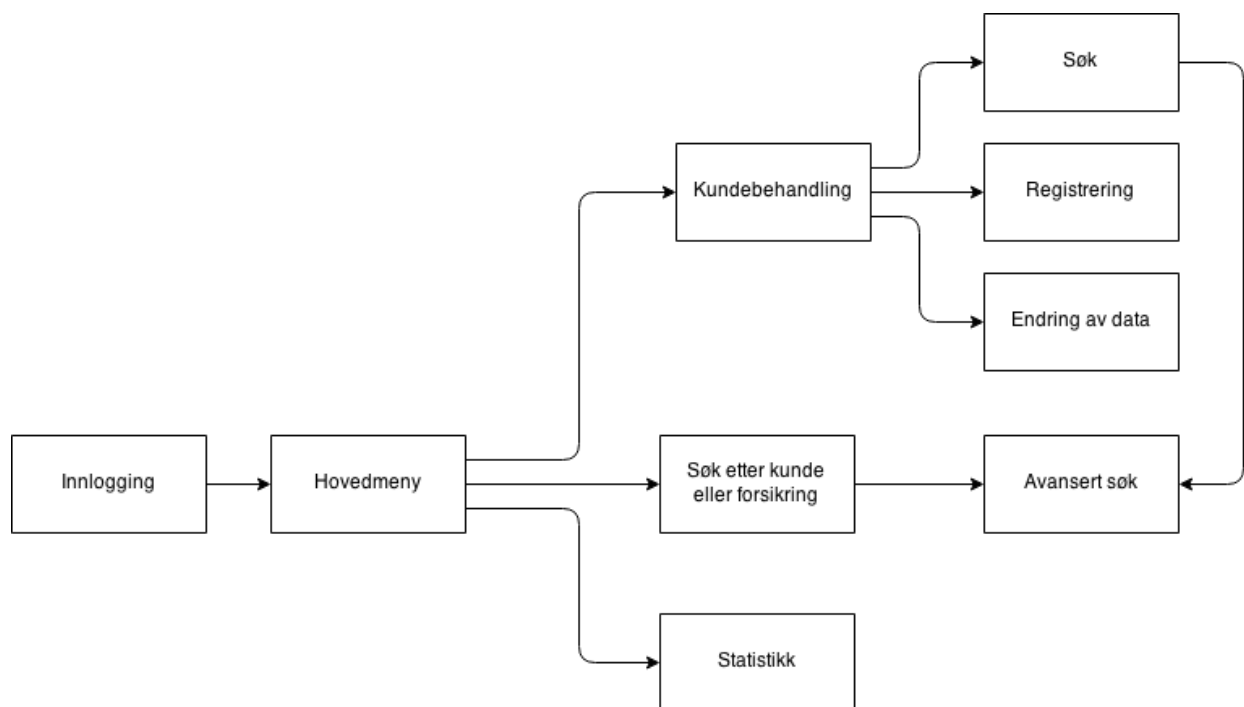 Søk
Kundebehandling
Registrering
Endring av data
Innlogging
Hovedmeny
Søk etter kunde
eller forsikring
Avansert søk
Statistikk